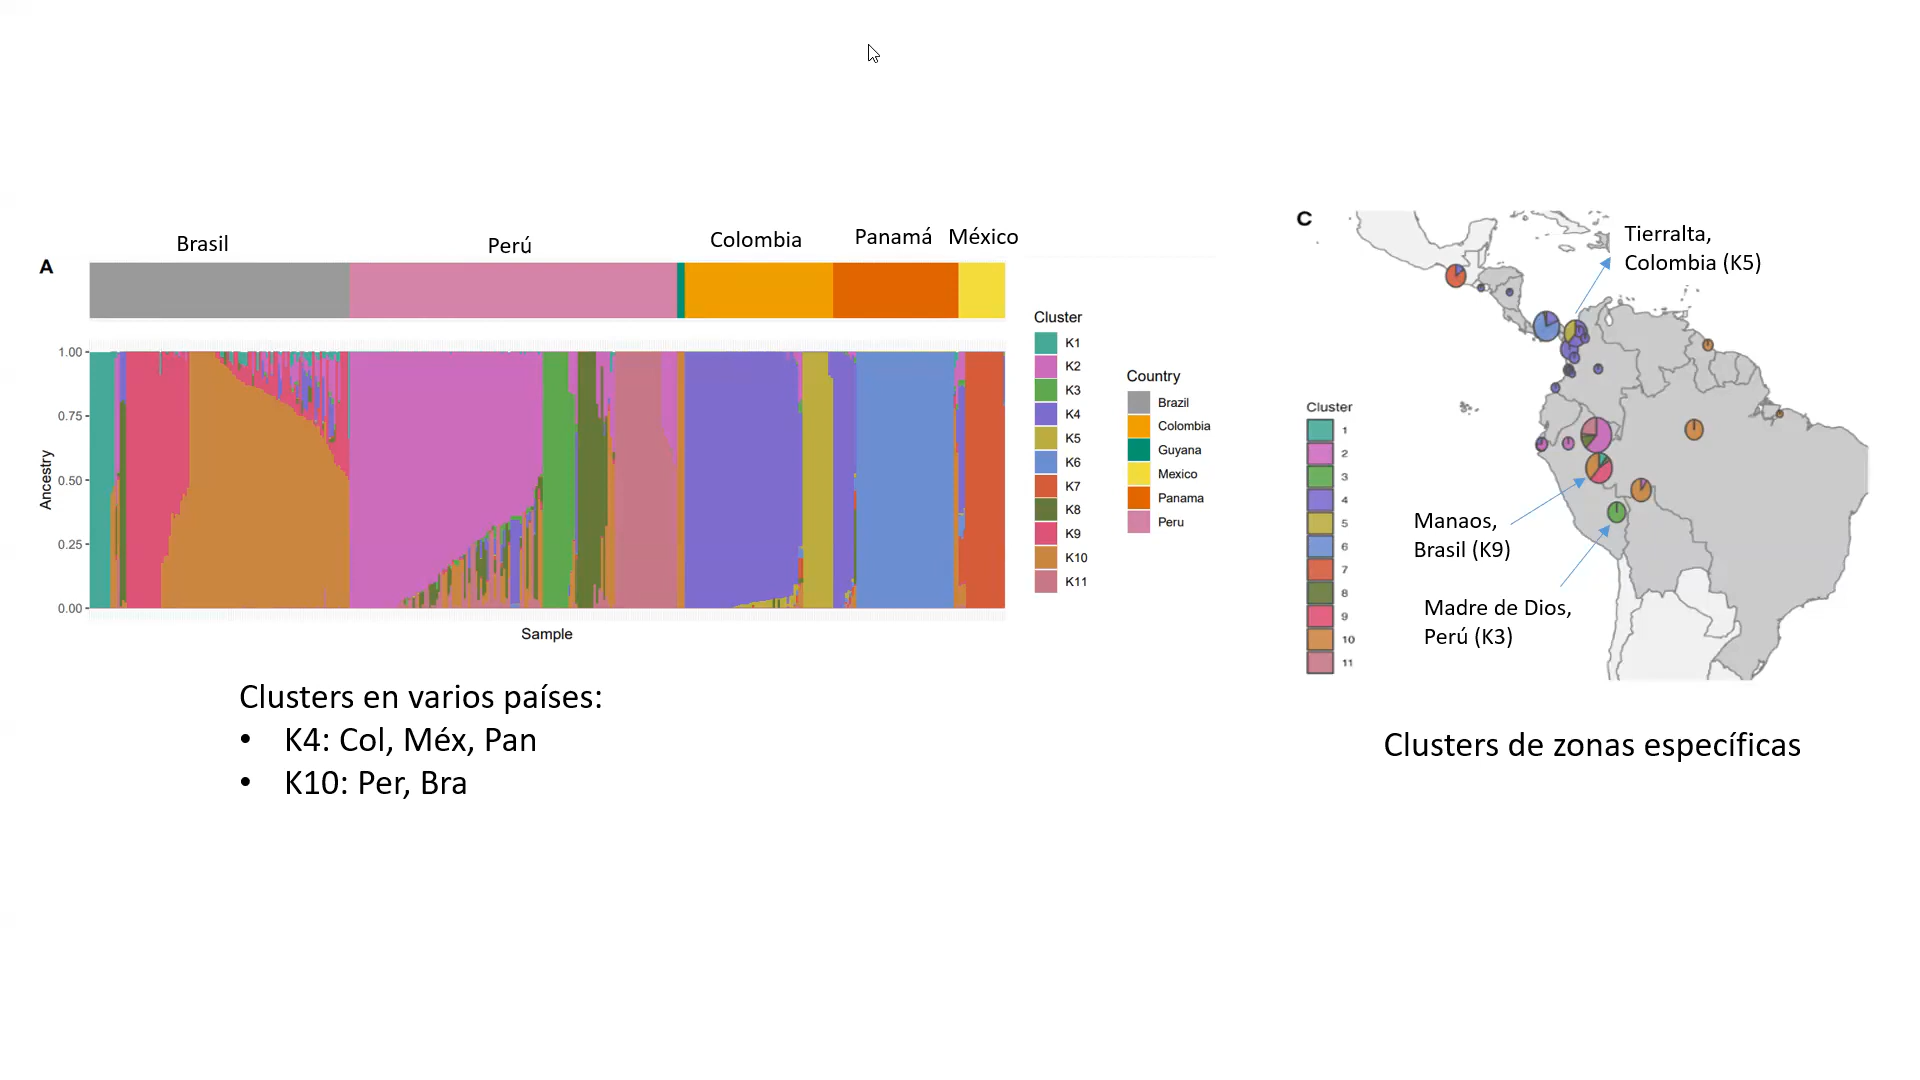 Brasil
Perú
Colombia
Panamá
México
A
1.00
0.75
0.50
0.25
0.00
Ancestry
Sample
Cluster
K1
K2
K3
K4
K5
K6
K7
K8
K9
K10
K11
Country
Brazil
Colombia
Guyana
Mexico
Panama
Peru
Clusters en varios países:
• K4: Col, Méx, Pan
• K10: Per, Bra
C
Tierralta,
Colombia (K5)
Cluster
1
2
3
4
5
6
7
8
9
10
11
Manaos,
Brasil (K9)
Madre de Dios,
Perú (K3)
Clusters de zonas específicas